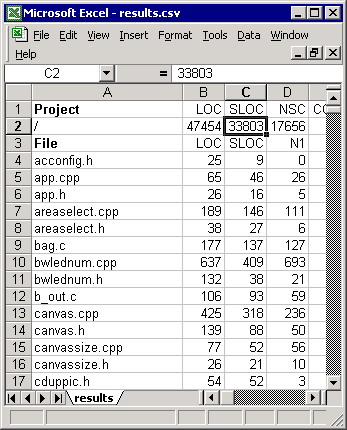 Microsoft Excel - results.csv
File Edit View Insert Format Tools Data Window
Help
C2 = 33803
A B C D
1 Project LOC SLOC NSC
2 / 47454 33803 17656
3 File LOC SLOC N1
4 acconfig.h 25 9 0
5 app.cpp 65 46 26
6 app.h 26 16 5
7 areaselect.cpp 189 146 111
8 areaselect.h 38 27 6
9 bag.c 177 137 127
10 bwlednum.cpp 637 409 693
11 bwlednum.h 132 38 21
12 b_out.c 106 93 59
13 canvas.cpp 425 318 236
14 canvas.h 139 88 50
15 canvassize.cpp 77 52 56
16 canvassize.h 26 21 10
17 cduppic.h 54 52 3
results